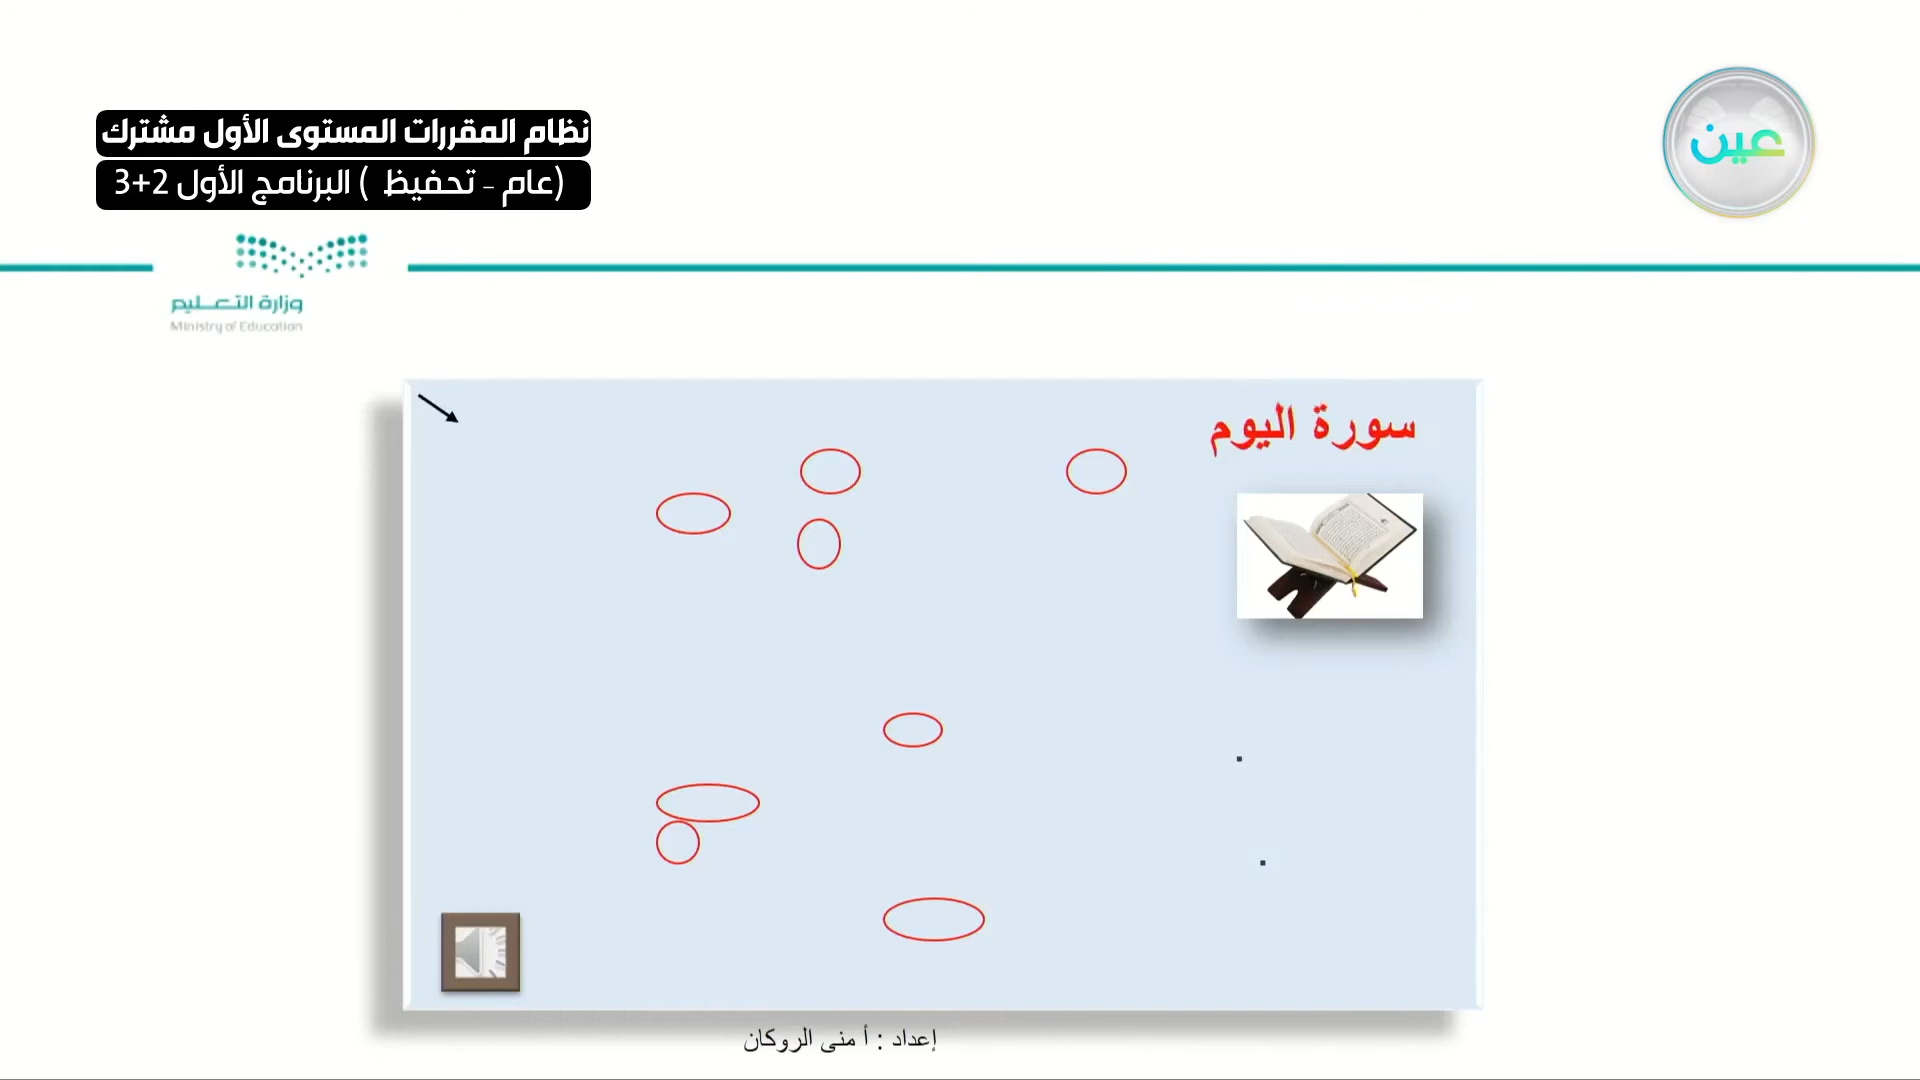 عين
نظام المقررات المستوى الأول مشترك
(عام - تحفيظ ) البرنامج الأول 2+3
وزارة التعليم
Ministry of Education
سورة اليوم
إعداد : أ منى الروكان